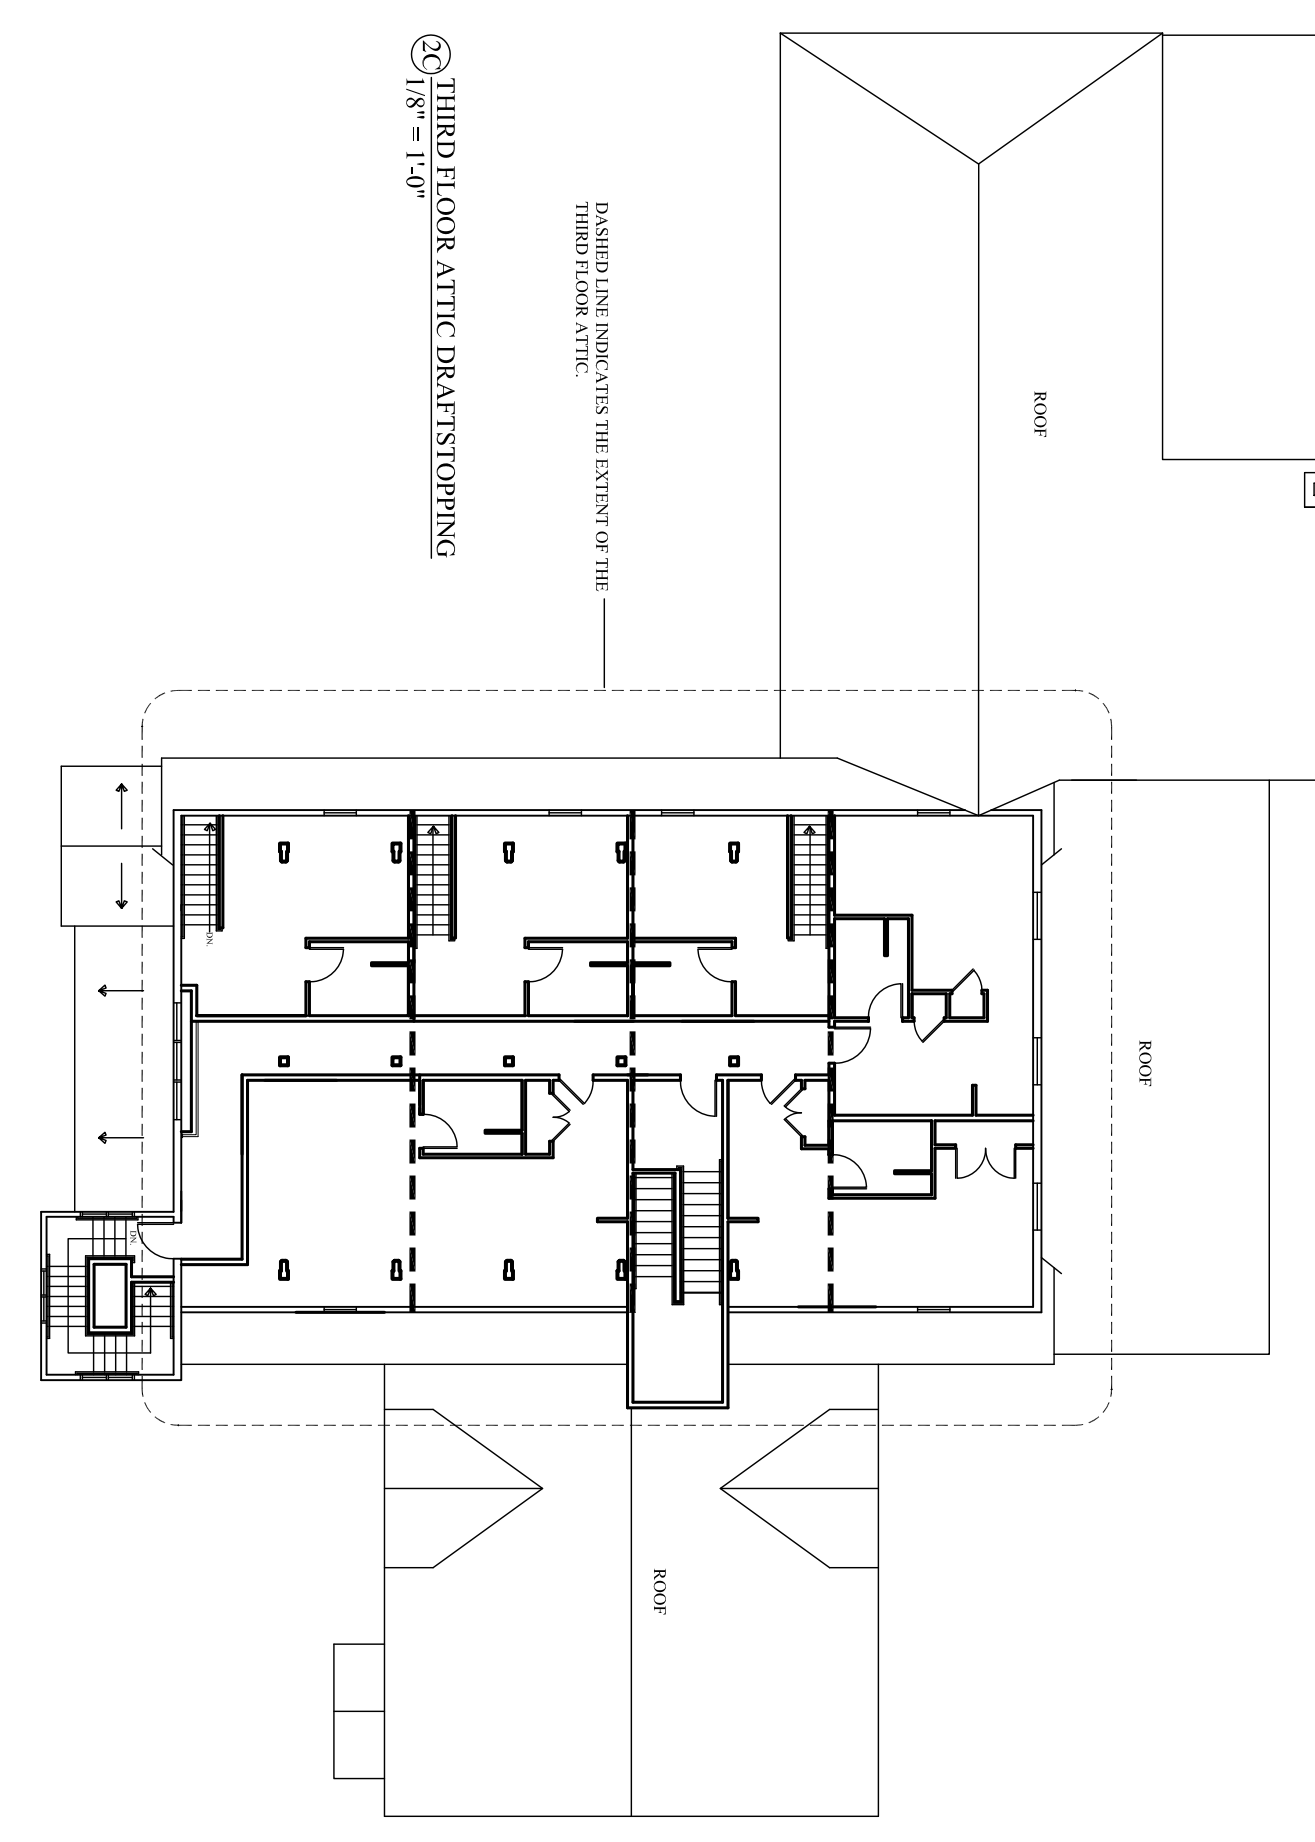 2C THIRD FLOOR ATTIC DRAFTSTOPPING
1/8" = 1'-0"
DASHED LINE INDICATES THE EXTENT OF THE
THIRD FLOOR ATTIC.
ROOF
ROOF
ROOF
DN.
DN.